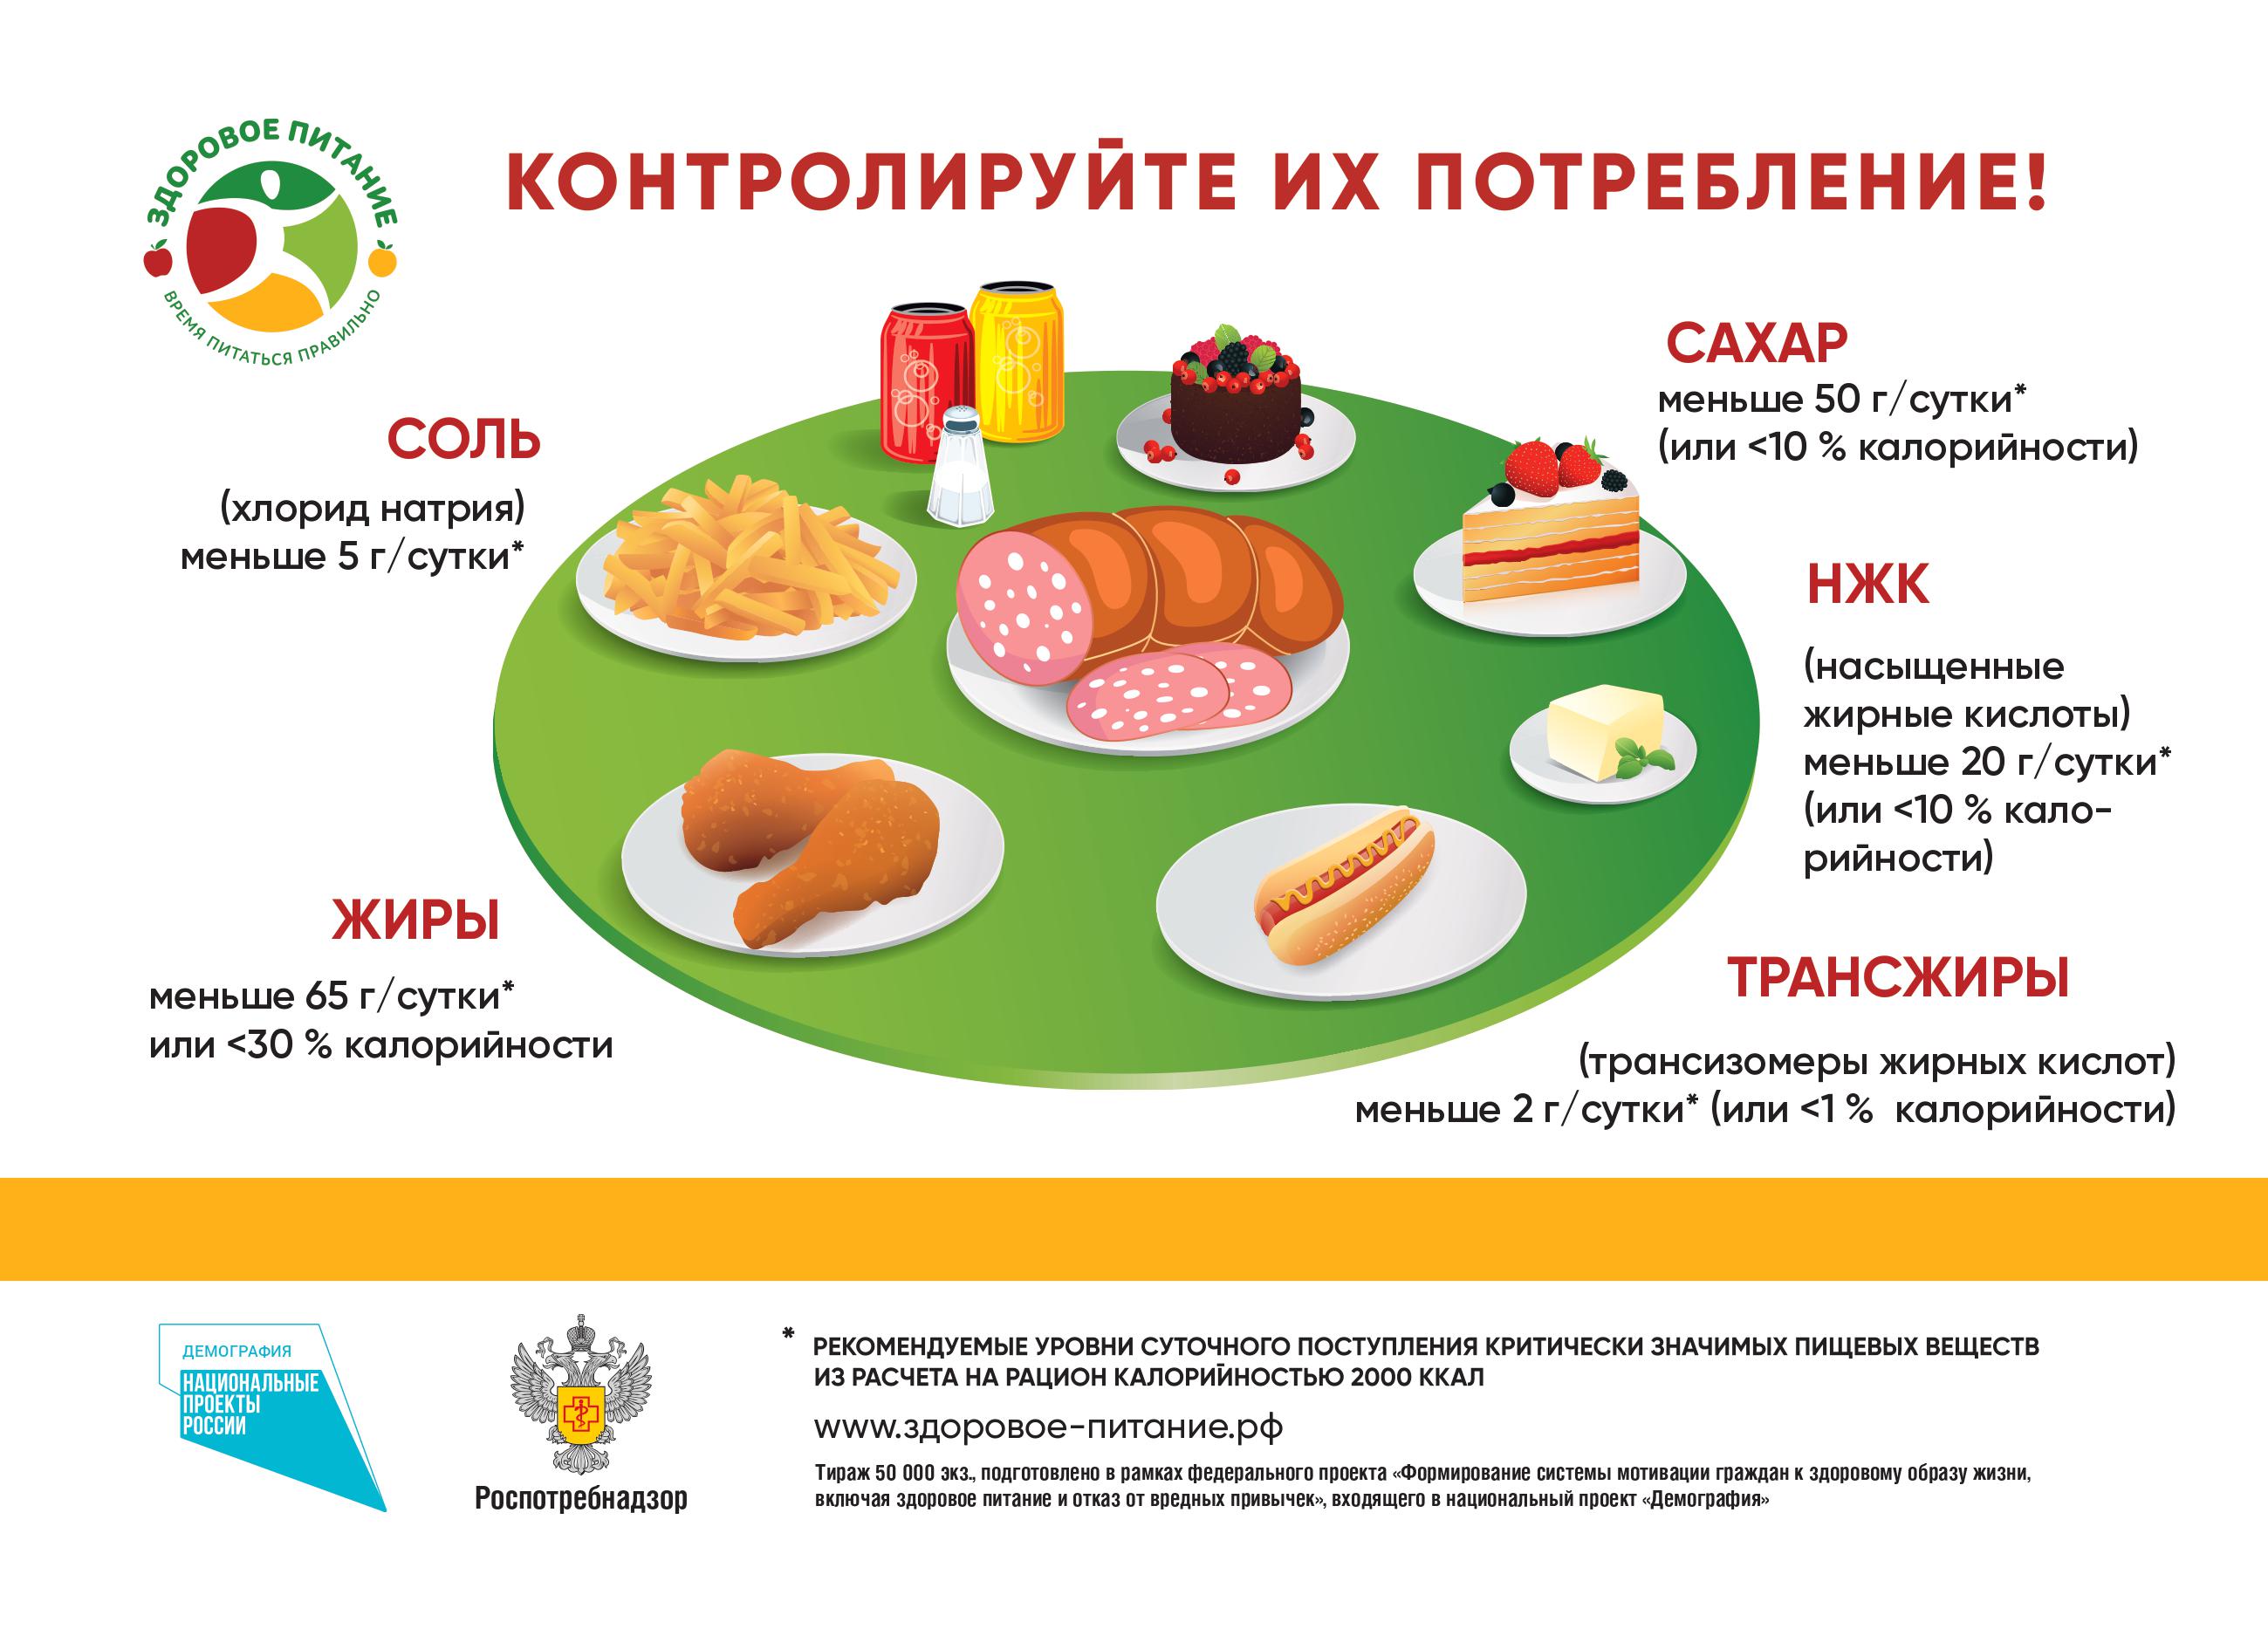 ЗДОРОВОЕ ПИТАНИЕ
ВРЕМЯ ПИТАТЬСЯ ПРАВИЛЬНО
КОНТРОЛИРУЙТЕ ИХ ПОТРЕБЛЕНИЕ!
СОЛЬ
(хлорид натрия)
меньше 5 г/сутки*
ЖИРЫ
меньше 65 г/сутки*
или <30 % калорийности
САХАР
меньше 50 г/сутки*
(или <10 % калорийности)
НЖК
(насыщенные
жирные кислоты)
меньше 20 г/сутки*
(или <10 % кало-
рийности)
ТРАНСЖИРЫ
(трансизомеры жирных кислот)
меньше 2 г/сутки* (или <1 % калорийности)
ДЕМОГРАФИЯ
НАЦИОНАЛЬНЫЕ
ПРОЕКТЫ
РОССИИ
Роспотребнадзор
* РЕКОМЕНДУЕМЫЕ УРОВНИ СУТОЧНОГО ПОСТУПЛЕНИЯ КРИТИЧЕСКИ ЗНАЧИМЫХ ПИЩЕВЫХ ВЕЩЕСТВ
ИЗ РАСЧЕТА НА РАЦИОН КАЛОРИЙНОСТЬЮ 2000 ККАЛ
www.здоровое-питание.рф
Тираж 50 000 экз., подготовлено в рамках федерального проекта «Формирование системы мотивации граждан к здоровому образу жизни,
включая здоровое питание и отказ от вредных привычек», входящего в национальный проект «Демография»